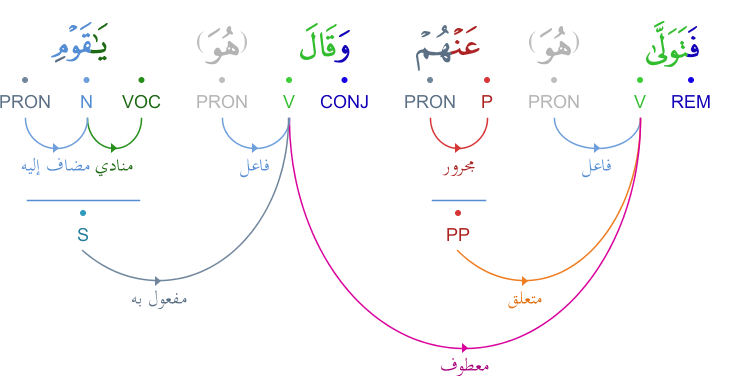 فَتَوَلَّىٰ (هُوَ) عَنْهُمْ وَقَالَ (هُوَ) يَٰقَوْمِ
REM V PRON P PRON CONJ V PRON VOC N PRON
فاعل مجرور فاعل منادي مضاف إليه
PP S
متعلق مفعول به
معطوف